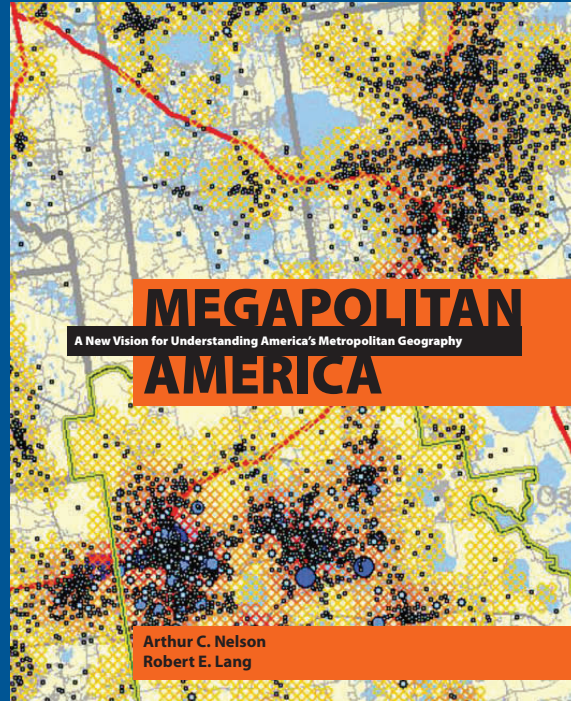 MEGAPOLITAN
A New Vision for Understanding America's Metropolitan Geography
AMERICA
Arthur C. Nelson
Robert E. Lang